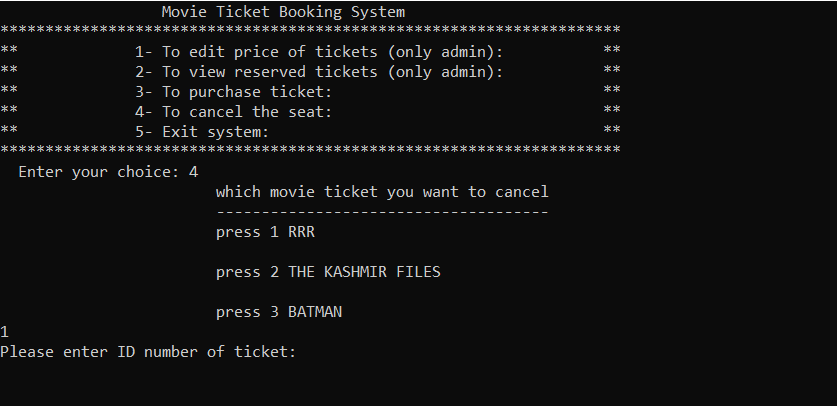 Movie Ticket Booking System
*********************************************************************
** 1- To edit price of tickets (only admin): **
** 2- To view reserved tickets (only admin): **
** 3- To purchase ticket: **
** 4- To cancel the seat: **
** 5- Exit system: **
*********************************************************************
Enter your choice: 4
which movie ticket you want to cancel
-------------------------------------
press 1 RRR
press 2 THE KASHMIR FILES
press 3 BATMAN
1
Please enter ID number of ticket: